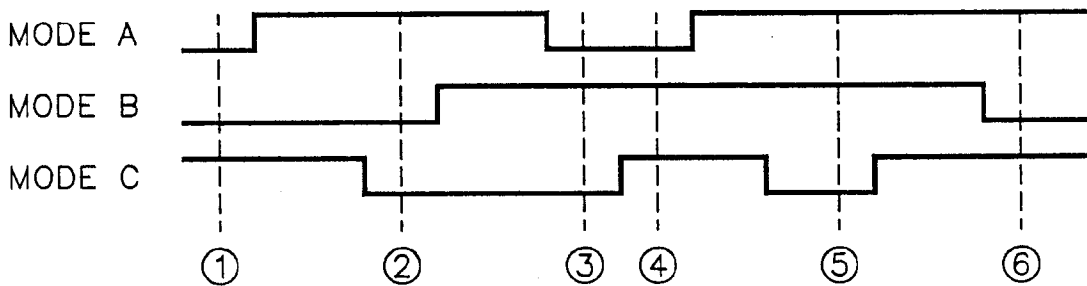 MODE A
MODE B
MODE C
① ② ③ ④ ⑤ ⑥